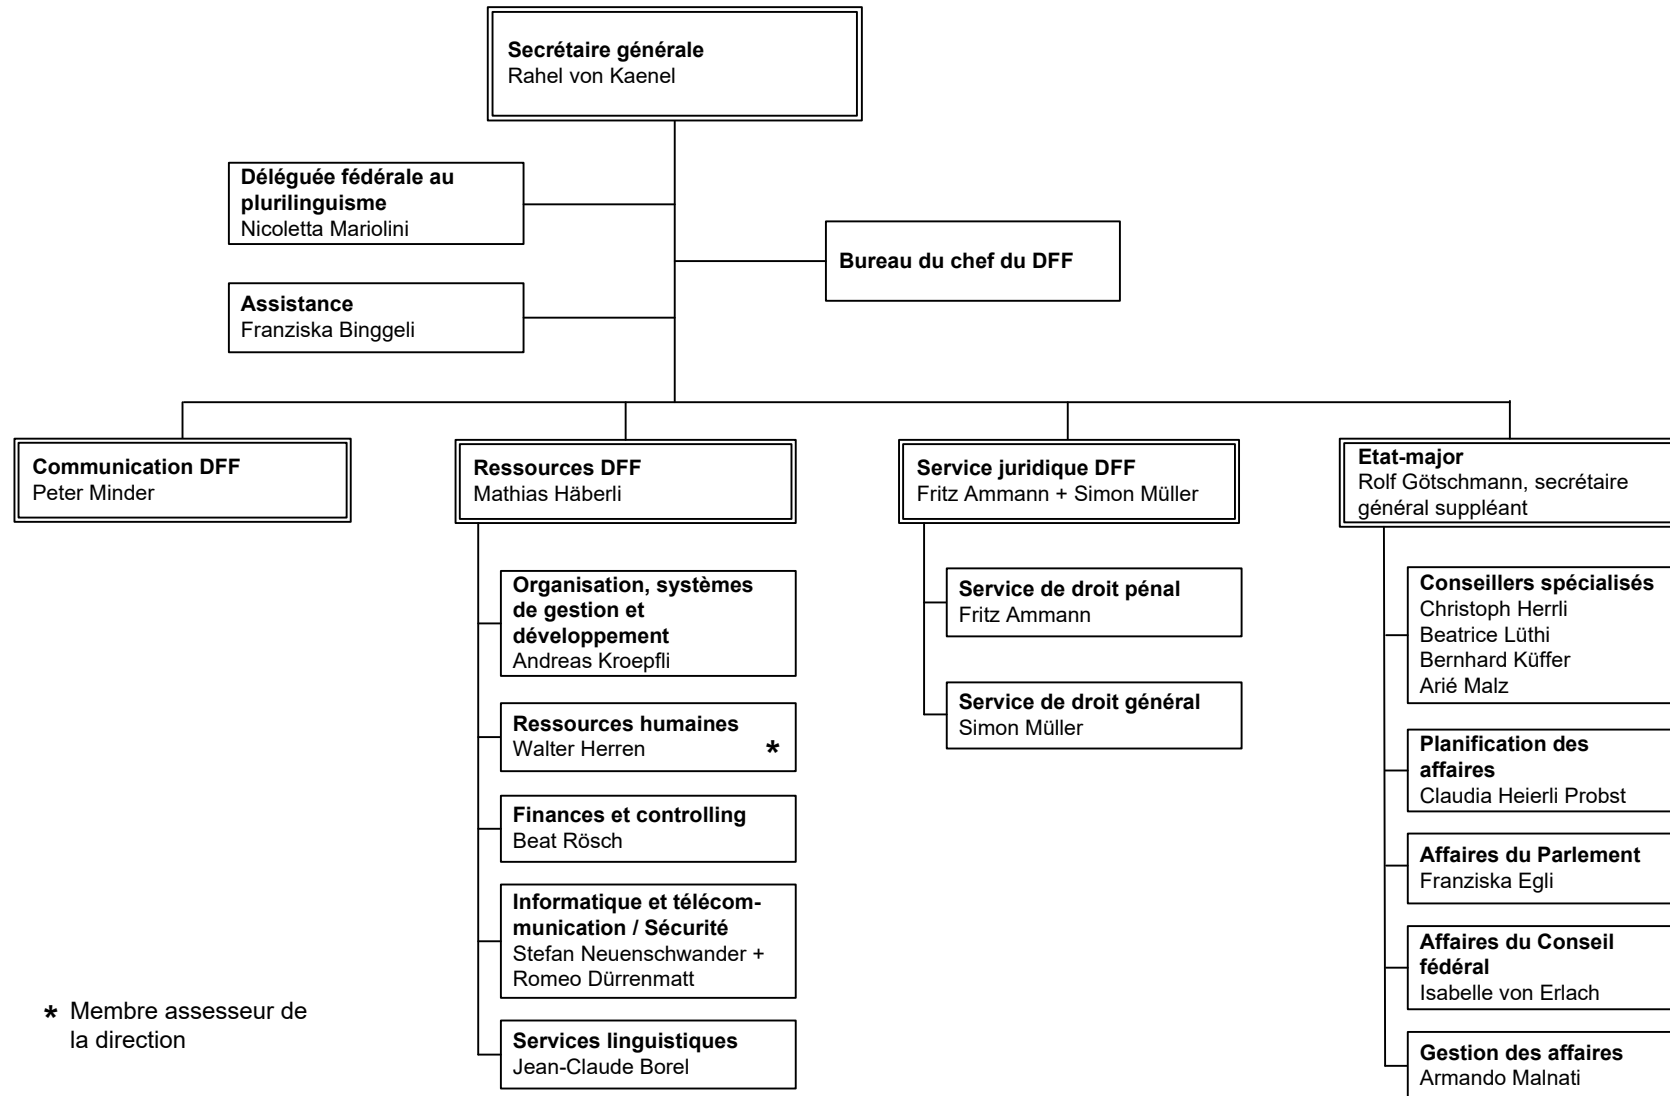 Secrétaire générale
Rahel von Kaenel
Déléguée fédérale au
plurilinguisme
Nicoletta Mariolini
Bureau du chef du DFF
Assistance
Franziska Binggeli
Communication DFF
Peter Minder
Ressources DFF
Mathias Häberli
Organisation, systèmes
de gestion et
développement
Andreas Kroepfli
Ressources humaines
Walter Herren *
Finances et controlling
Beat Rösch
Informatique et télécom-
munication / Sécurité
Stefan Neuenschwander +
Romeo Dürrenmatt
Services linguistiques
Jean-Claude Borel
Service juridique DFF
Fritz Ammann + Simon Müller
Service de droit pénal
Fritz Ammann
Service de droit général
Simon Müller
Etat-major
Rolf Götschmann, secrétaire
général suppléant
Conseillers spécialisés
Christoph Herrli
Beatrice Lüthi
Bernhard Küffer
Arié Malz
Planification des
affaires
Claudia Heierli Probst
Affaires du Parlement
Franziska Egli
Affaires du Conseil
fédéral
Isabelle von Erlach
Gestion des affaires
Armando Malnati
* Membre assesseur de
la direction